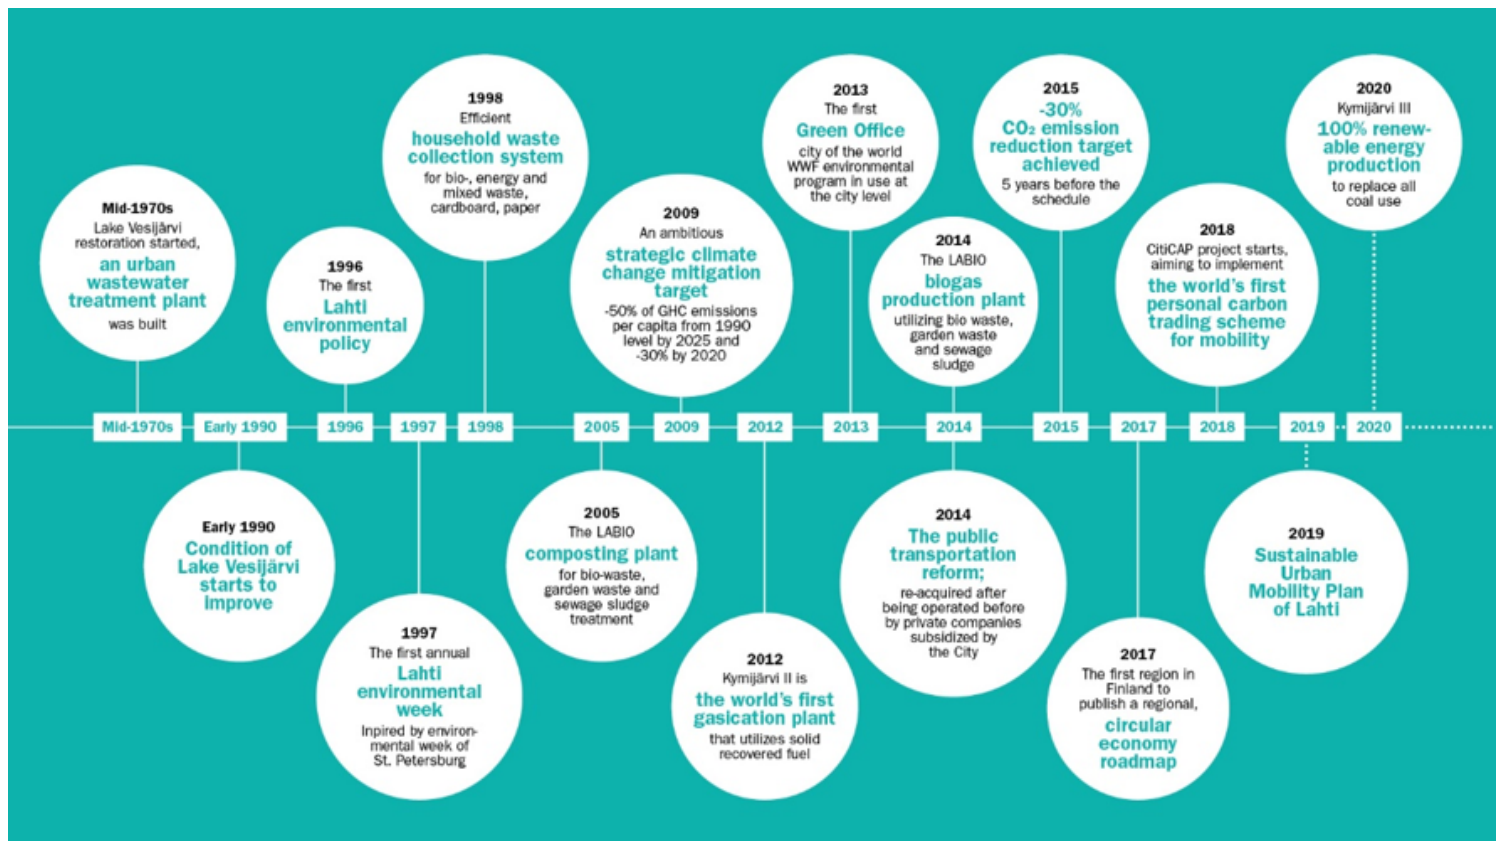 Mid-1970s
Lake Vesijärvi
restoration started,
an urban
wastewater
treatment plant
was built
1996
The first
Lahti
environmental
policy
1998
Efficient
household waste
collection system
for bio-, energy and
mixed waste,
cardboard, paper
2009
An ambitious
strategic climate
change mitigation
target
-50% of GHC emissions
per capita from 1990
level by 2025 and
-30% by 2020
2013
The first
Green Office
city of the world
WWF environmental
program in use at
the city level
2014
The LABIO
biogas
production plant
utilizing bio waste,
garden waste
and sewage
sludge
2015
-30%
CO₂ emission
reduction target
achieved
5 years before the
schedule
2018
CitiCAP project starts,
aiming to implement
the world's first
personal carbon
trading scheme
for mobility
2020
Kymijärvi III
100% renew-
able energy
production
to replace all
coal use
Mid-1970s Early 1990 1996 1997 1998 2005 2009 2012 2013 2014 2015 2017 2018 2019 2020
Early 1990
Condition of
Lake Vesijärvi
starts to
improve
1997
The first annual
Lahti
environmental
week
Inpired by environ-
mental week of
St. Petersburg
2005
The LABIO
composting plant
for bio-waste,
garden waste and
sewage sludge
treatment
2012
Kymijärvi II is
the world's first
gasication plant
that utilizes solid
recovered fuel
2014
The public
transportation
reform;
re-acquired after
being operated before
by private companies
subsidized by
the City
2017
The first region in
Finland to
publish a regional,
circular
economy
roadmap
2019
Sustainable
Urban
Mobility Plan
of Lahti